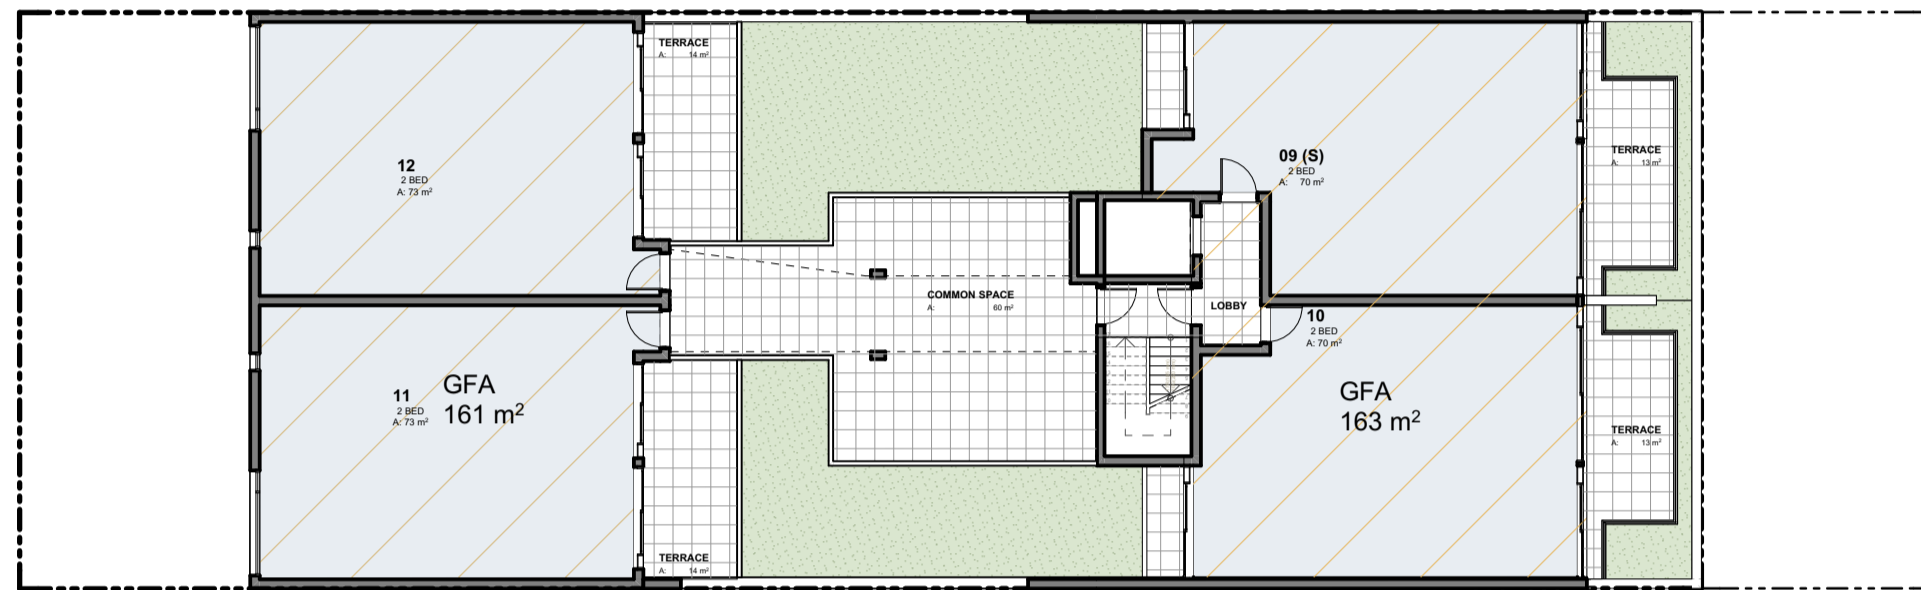 TERRACE
A: 14 m²
12
2 BED
A: 73 m²
09 (S)
2 BED
A: 70 m²
TERRACE
A: 13 m²
COMMON SPACE
A: 60 m²
LOBBY
10
2 BED
A: 70 m²
11
2 BED
A: 73 m²
GFA
161 m²
GFA
163 m²
TERRACE
A: 13 m²
TERRACE
A: 14 m²